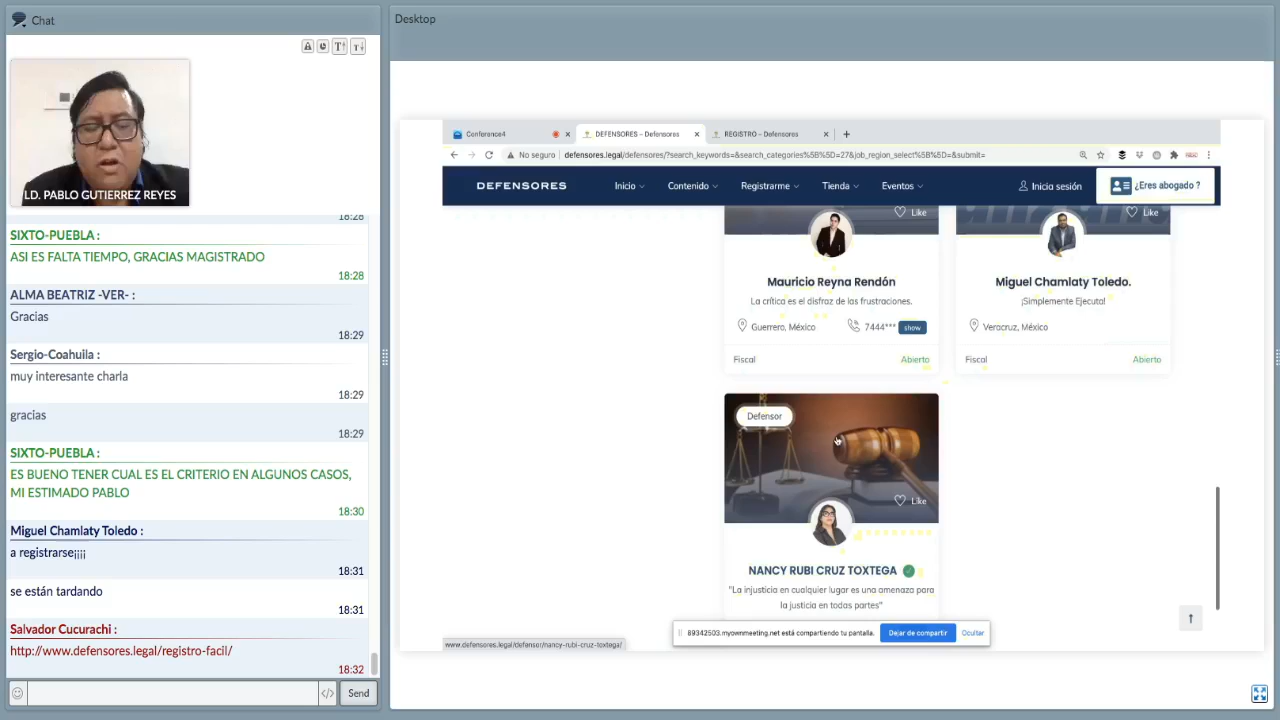 Chat
T
T
LD. PABLO GUTIERREZ REYES
18:28
SIXTO-PUEBLA :
ASI ES FALTA TIEMPO, GRACIAS MAGISTRADO
18:28
ALMA BEATRIZ -VER- :
Gracias
18:29
Sergio-Coahuila :
muy interesante charla
18:29
gracias
18:29
SIXTO-PUEBLA :
ES BUENO TENER CUAL ES EL CRITERIO EN ALGUNOS CASOS,
MI ESTIMADO PABLO
18:30
Miguel Chamlaty Toledo :
a registrarse¡¡¡¡
18:31
se están tardando
18:31
Salvador Cucurachi :
http://www.defensores.legal/registro-facil/
18:32
Send
Desktop
Conference4
DEFENSORES – Defensores
REGISTRO – Defensores
No seguro
defensores.legal/defensores/?search_keywords=&search_categories%5B%5D=27&job_region_select%5B%5D=&submit=
DEFENSORES
Inicio
Contenido
Registrarme
Tienda
Eventos
Inicia sesión
¿Eres abogado ?
Like
Like
Mauricio Reyna Rendón
La crítica es el disfraz de las frustraciones.
Guerrero, México
7444*** show
Fiscal
Abierto
Miguel Chamlaty Toledo.
¡Simplemente Ejecuta!
Veracruz, México
Fiscal
Abierto
Defensor
Like
NANCY RUBI CRUZ TOXTEGA
"La injusticia en cualquier lugar es una amenaza para
la justicia en todas partes"
89342503.myownmeeting.net está compartiendo tu pantalla.
Dejar de compartir
Ocultar
www.defensores.legal/defensor/nancy-rubi-cruz-toxtega/